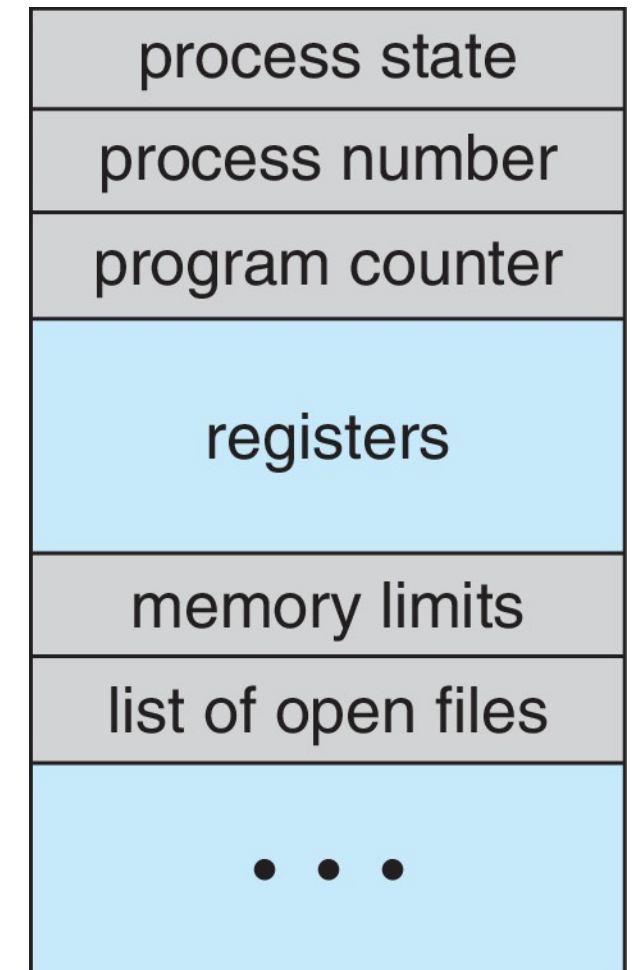 process state
process number
program counter
registers
memory limits
list of open files
• • •